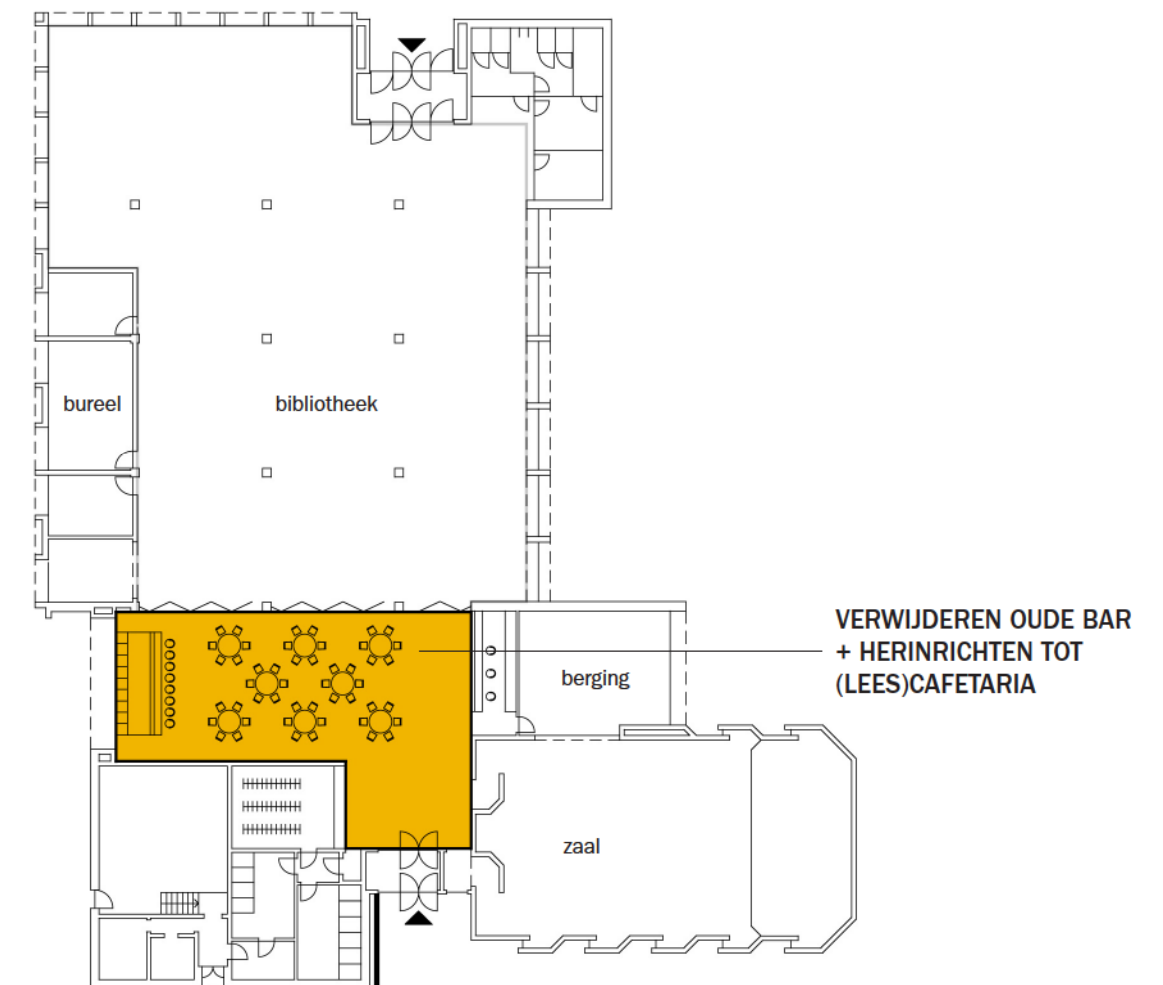 bureel
bibliotheek
VERWIJDEREN OUDE BAR
+ HERINRICHTEN TOT
(LEES)CAFETARIA
berging
zaal